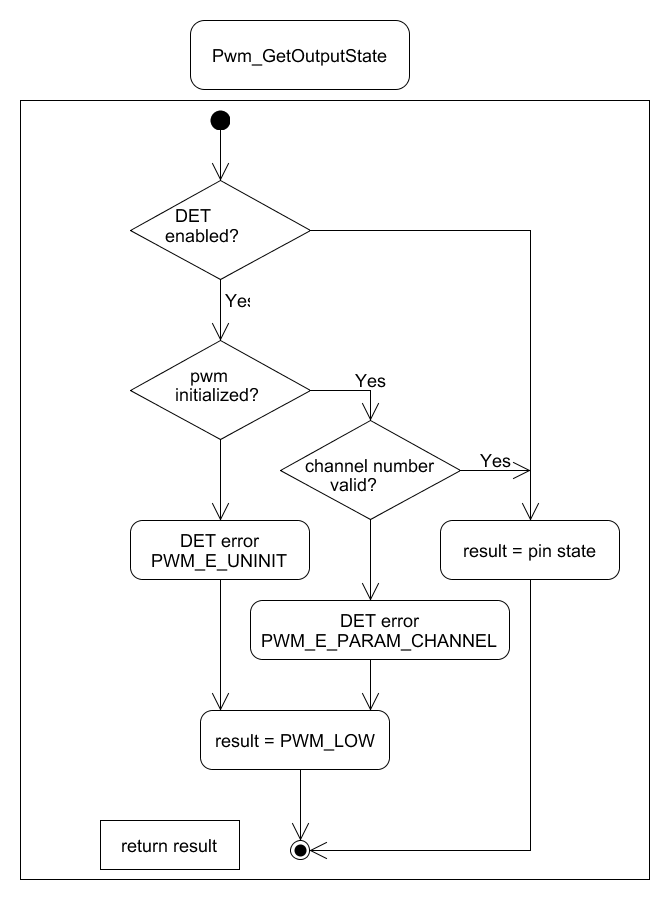 Pwm_GetOutputState
DET
enabled?
Yes
pwm
initialized?
Yes
channel number
valid?
Yes
DET error
PWM_E_UNINIT
result = pin state
DET error
PWM_E_PARAM_CHANNEL
result = PWM_LOW
return result